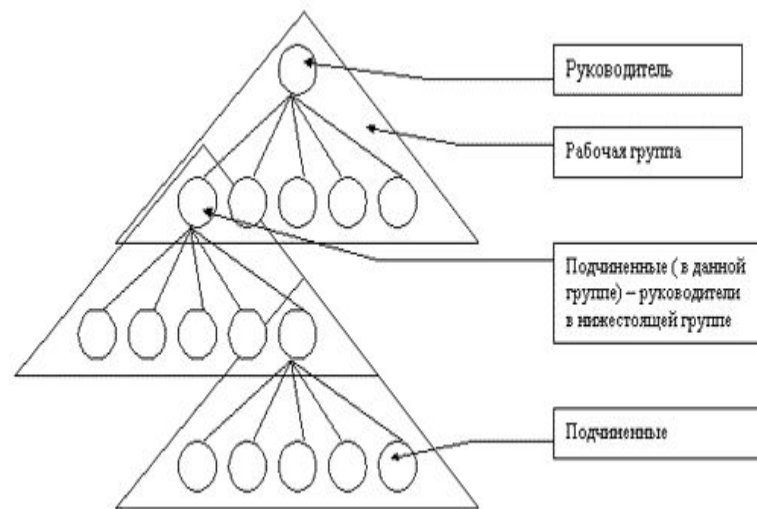 Руководитель
Рабочая группа
Подчиненные ( в данной
группе) – руководители
в нижестоящей группе
Подчиненные